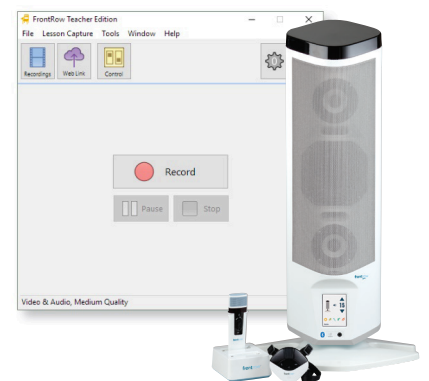 FrontRow Teacher Edition
File Lesson Capture Tools Window Help
Recordings Web Link Control
Record
Pause Stop
Video & Audio, Medium Quality
15